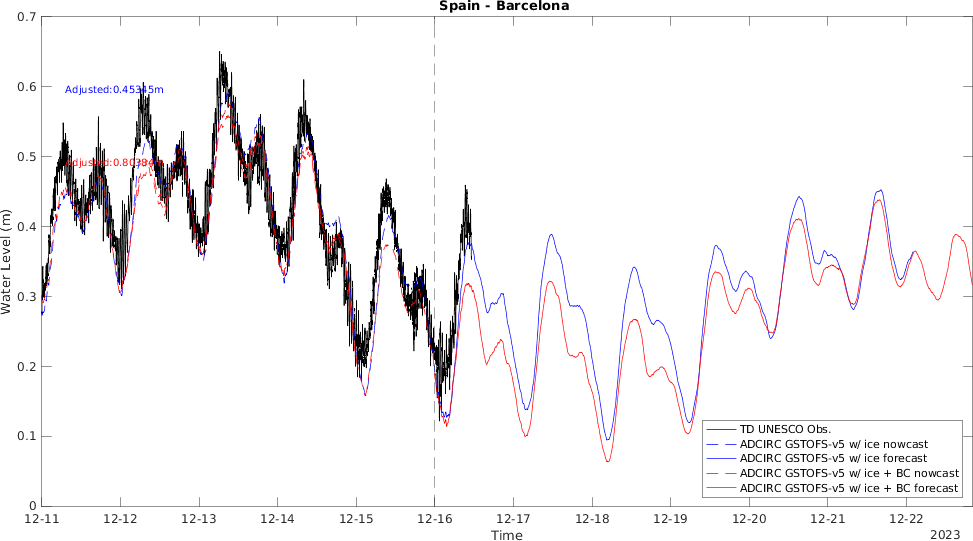 Spain - Barcelona
0.7
0.6
0.5
0.4
0.3
0.2
0.1
0
Water Level (m)
Adjusted:0.45345m
TD UNESCO Obs.
ADCIRC GSTOFS-v5 w/ ice nowcast
ADCIRC GSTOFS-v5 w/ ice forecast
ADCIRC GSTOFS-v5 w/ ice + BC nowcast
ADCIRC GSTOFS-v5 w/ ice + BC forecast
12-11 12-12 12-13 12-14 12-15 12-16 12-17 12-18 12-19 12-20 12-21 12-22
Time
2023